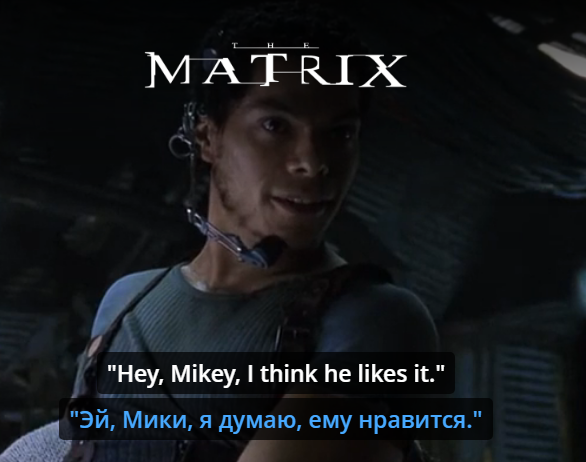 THE
MATRIX
"Hey, Mikey, I think he likes it."
"Эй, Мики, я думаю, ему нравится."